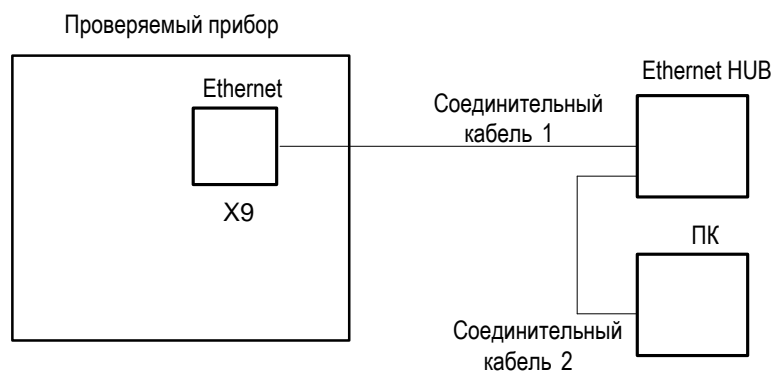 Проверяемый прибор
Ethernet
X9
Соединительный
кабель 1
Ethernet HUB
ПК
Соединительный
кабель 2